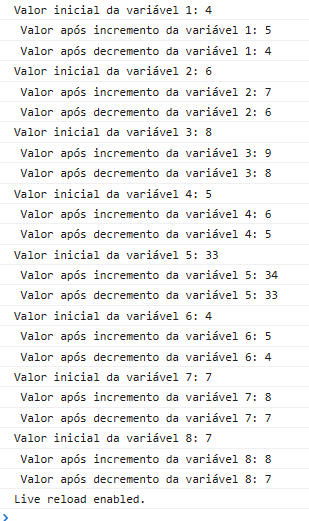 Valor inicial da variável 1: 4
Valor após incremento da variável 1: 5
Valor após decremento da variável 1: 4
Valor inicial da variável 2: 6
Valor após incremento da variável 2: 7
Valor após decremento da variável 2: 6
Valor inicial da variável 3: 8
Valor após incremento da variável 3: 9
Valor após decremento da variável 3: 8
Valor inicial da variável 4: 5
Valor após incremento da variável 4: 6
Valor após decremento da variável 4: 5
Valor inicial da variável 5: 33
Valor após incremento da variável 5: 34
Valor após decremento da variável 5: 33
Valor inicial da variável 6: 4
Valor após incremento da variável 6: 5
Valor após decremento da variável 6: 4
Valor inicial da variável 7: 7
Valor após incremento da variável 7: 8
Valor após decremento da variável 7: 7
Valor inicial da variável 8: 7
Valor após incremento da variável 8: 8
Valor após decremento da variável 8: 7
Live reload enabled.